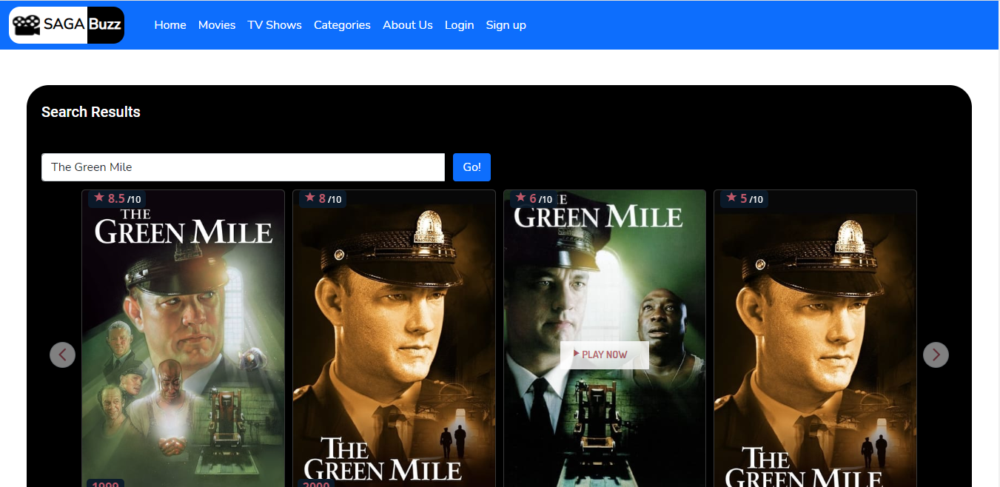 SAGA Buzz
Home Movies TV Shows Categories About Us Login Sign up
Search Results
The Green Mile
Go!
★ 8.5 /10
THE
GREEN MILE
1999
★ 8 /10
THE
GREEN MILE
2000
★ 6 /10
GREEN MILE
PLAY NOW
★ 5 /10
THE
GREEN MILE